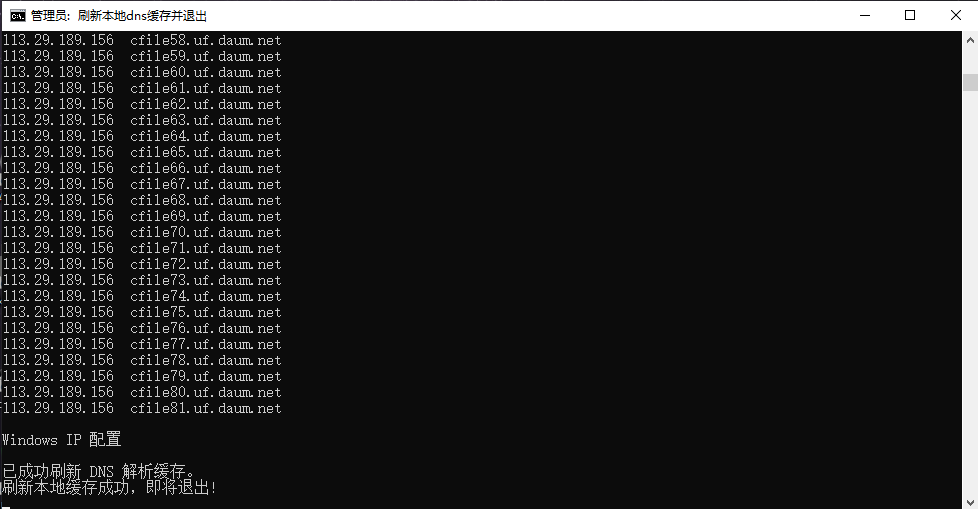 管理员: 刷新本地dns缓存并退出
113.29.189.156  cfile58.uf.daum.net
113.29.189.156  cfile59.uf.daum.net
113.29.189.156  cfile60.uf.daum.net
113.29.189.156  cfile61.uf.daum.net
113.29.189.156  cfile62.uf.daum.net
113.29.189.156  cfile63.uf.daum.net
113.29.189.156  cfile64.uf.daum.net
113.29.189.156  cfile65.uf.daum.net
113.29.189.156  cfile66.uf.daum.net
113.29.189.156  cfile67.uf.daum.net
113.29.189.156  cfile68.uf.daum.net
113.29.189.156  cfile69.uf.daum.net
113.29.189.156  cfile70.uf.daum.net
113.29.189.156  cfile71.uf.daum.net
113.29.189.156  cfile72.uf.daum.net
113.29.189.156  cfile73.uf.daum.net
113.29.189.156  cfile74.uf.daum.net
113.29.189.156  cfile75.uf.daum.net
113.29.189.156  cfile76.uf.daum.net
113.29.189.156  cfile77.uf.daum.net
113.29.189.156  cfile78.uf.daum.net
113.29.189.156  cfile79.uf.daum.net
113.29.189.156  cfile80.uf.daum.net
113.29.189.156  cfile81.uf.daum.net
Windows IP 配置
已成功刷新 DNS 解析缓存。
刷新本地缓存成功，即将退出!